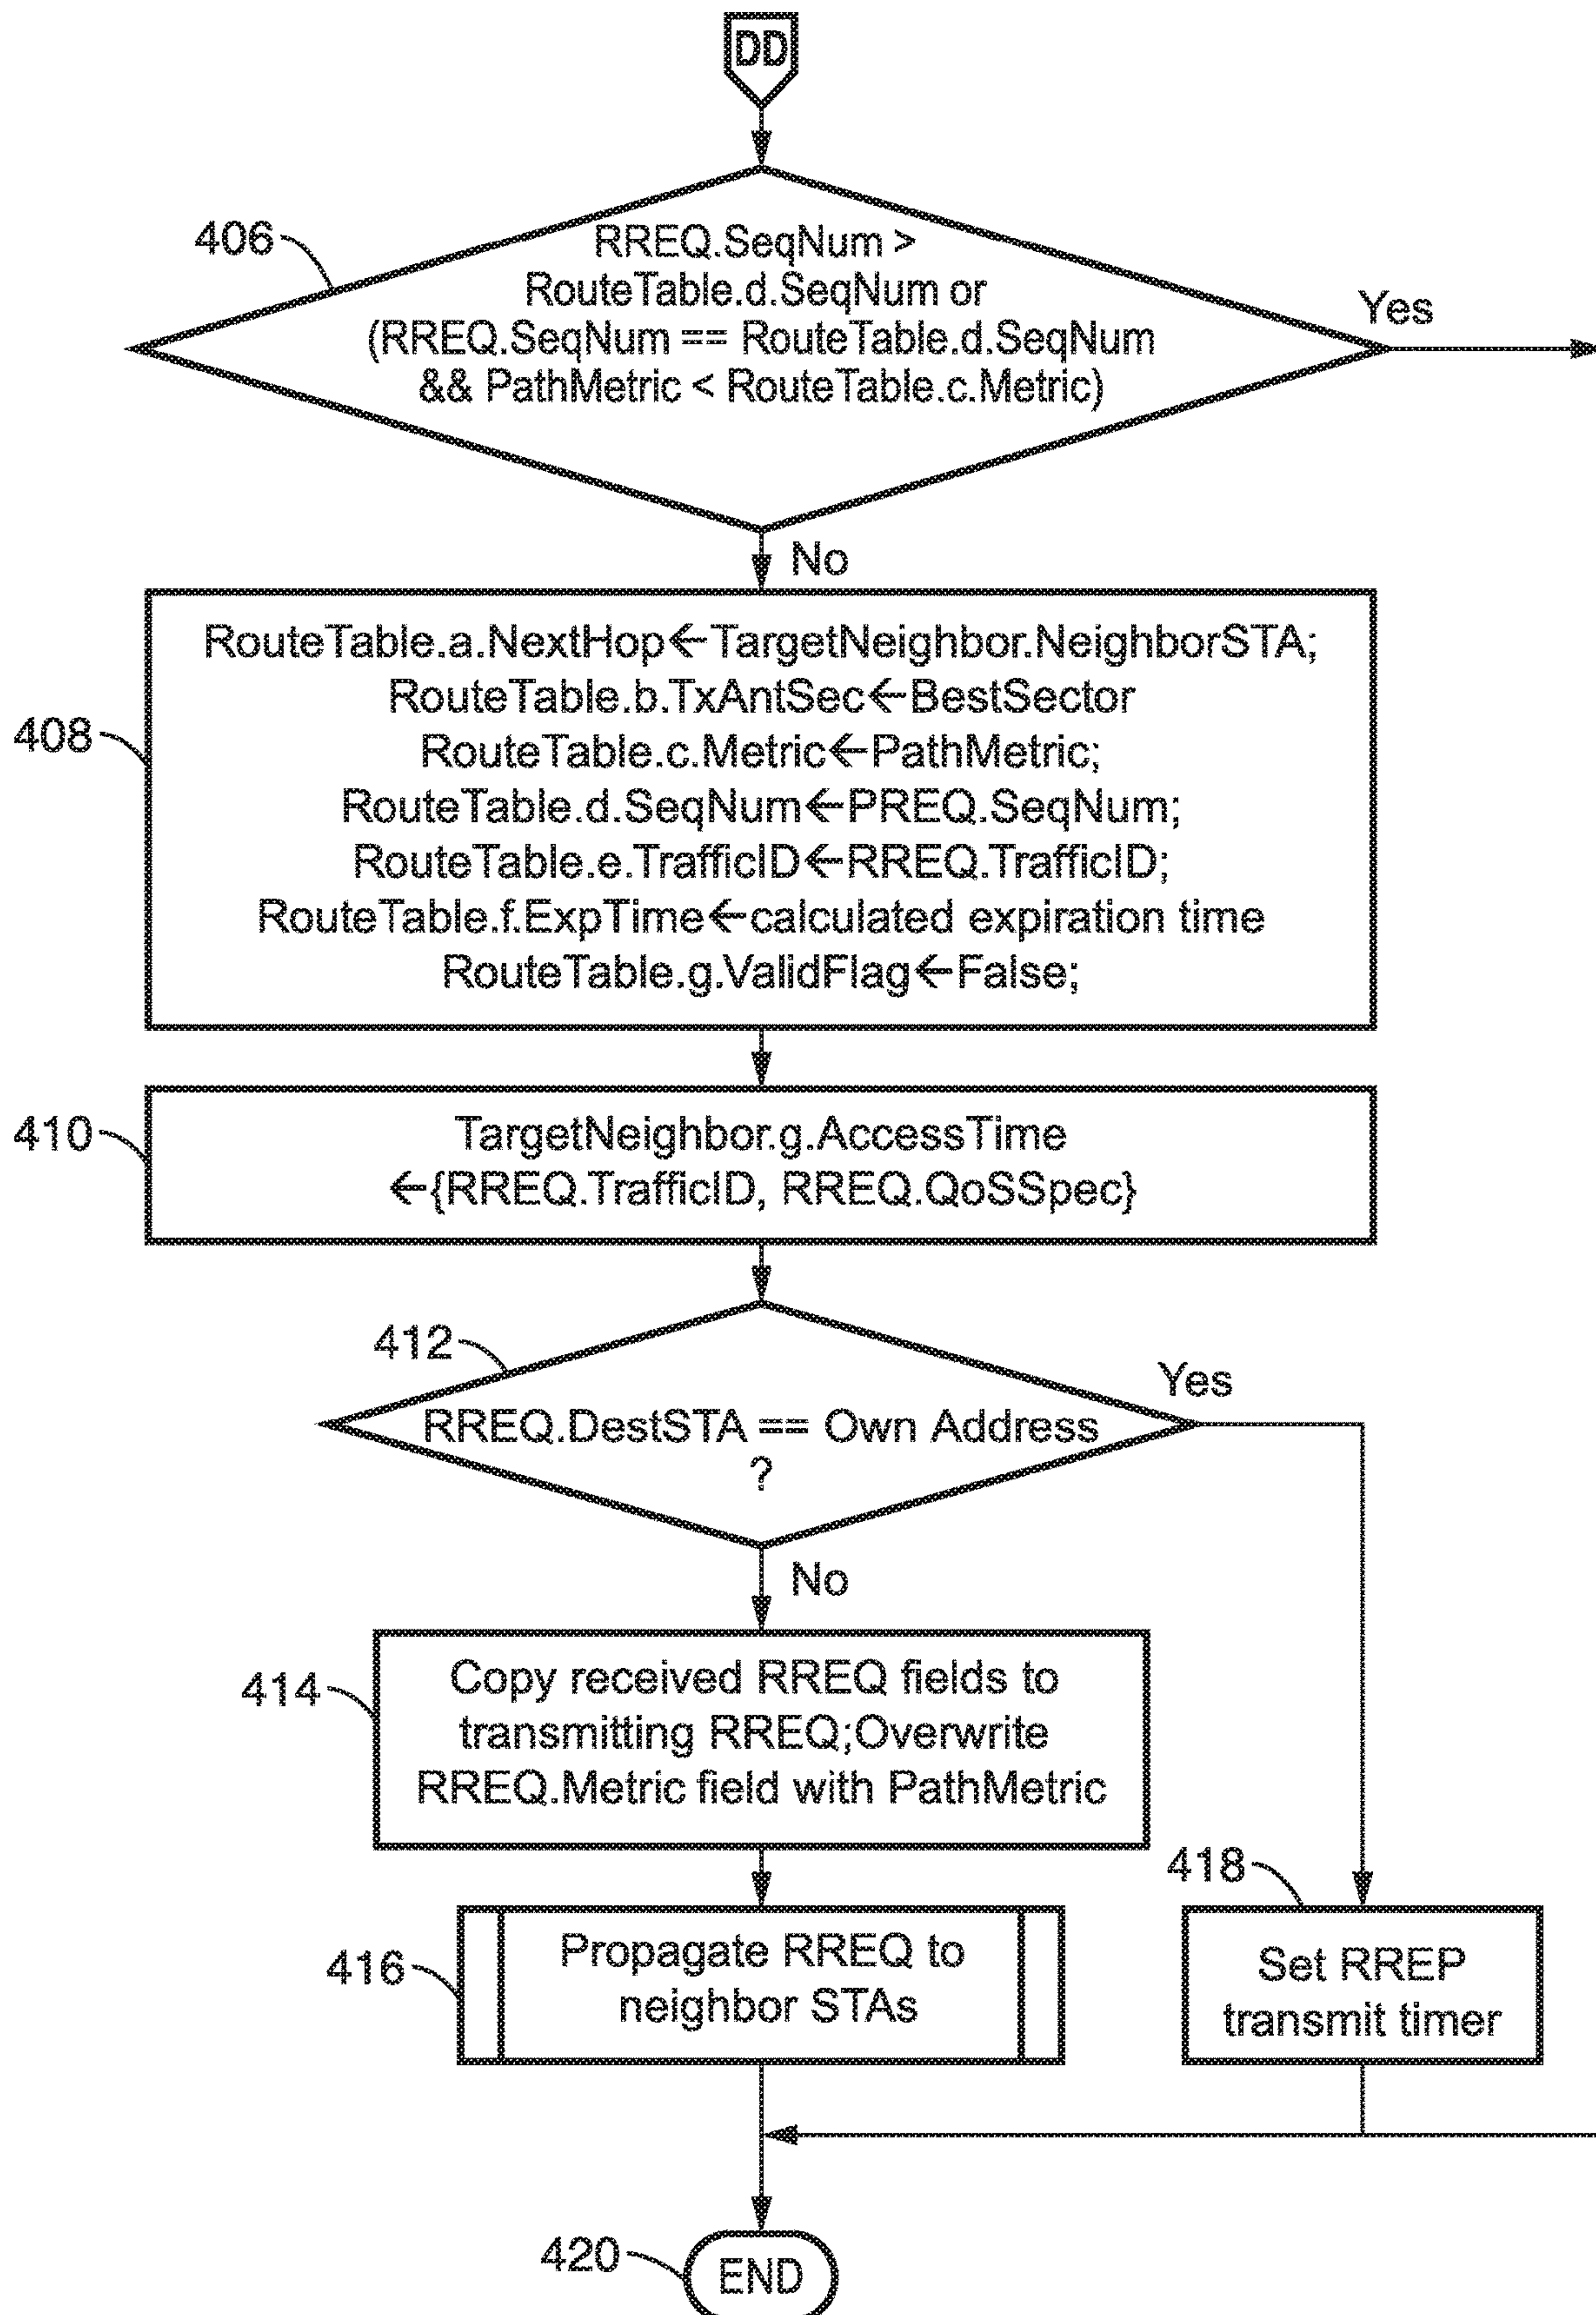 DD
406
RREQ.SeqNum >
RouteTable.d.SeqNum or
(RREQ.SeqNum == RouteTable.d.SeqNum
&& PathMetric < RouteTable.c.Metric)
Yes
No
408
RouteTable.a.NextHop←TargetNeighbor.NeighborSTA;
RouteTable.b.TxAntSec←BestSector
RouteTable.c.Metric←PathMetric;
RouteTable.d.SeqNum←PREQ.SeqNum;
RouteTable.e.TrafficID←RREQ.TrafficID;
RouteTable.f.ExpTime←calculated expiration time
RouteTable.g.ValidFlag←False;
410
TargetNeighbor.g.AccessTime
←{RREQ.TrafficID, RREQ.QoSSpec}
412
RREQ.DestSTA == Own Address
?
Yes
No
414
Copy received RREQ fields to
transmitting RREQ;Overwrite
RREQ.Metric field with PathMetric
416
Propagate RREQ to
neighbor STAs
418
Set RREP
transmit timer
420
END